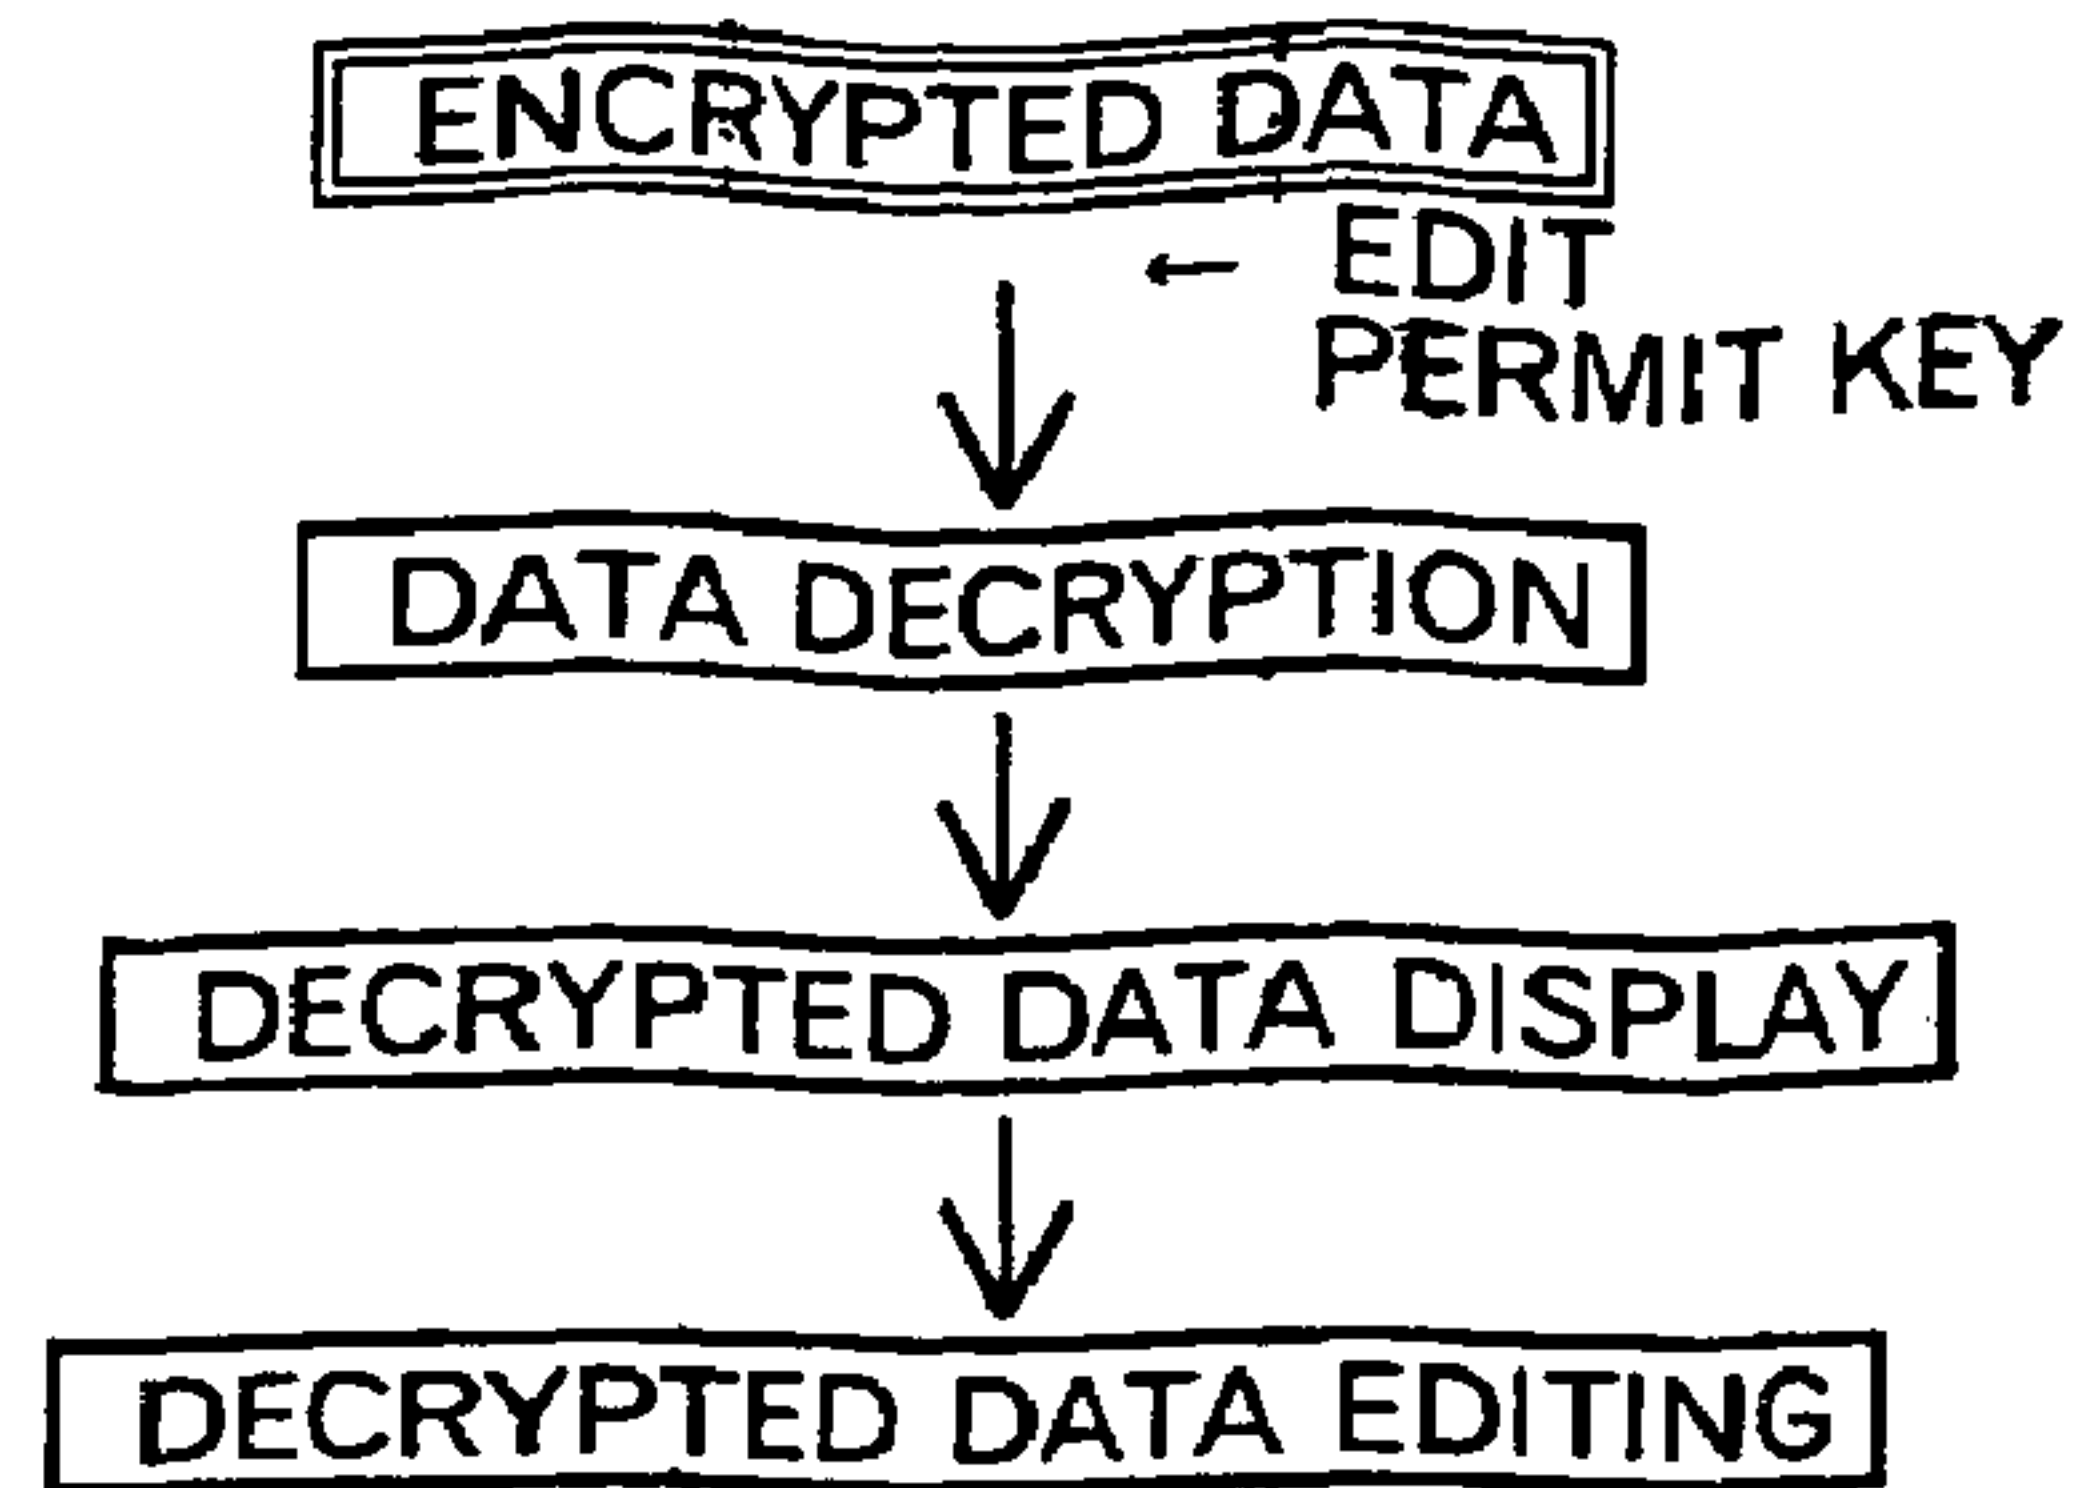 ENCRYPTED DATA
← EDIT
PERMIT KEY
DATA DECRYPTION
DECRYPTED DATA DISPLAY
DECRYPTED DATA EDITING